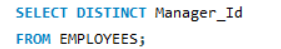 SELECT DISTINCT Manager_Id
FROM EMPLOYEES;